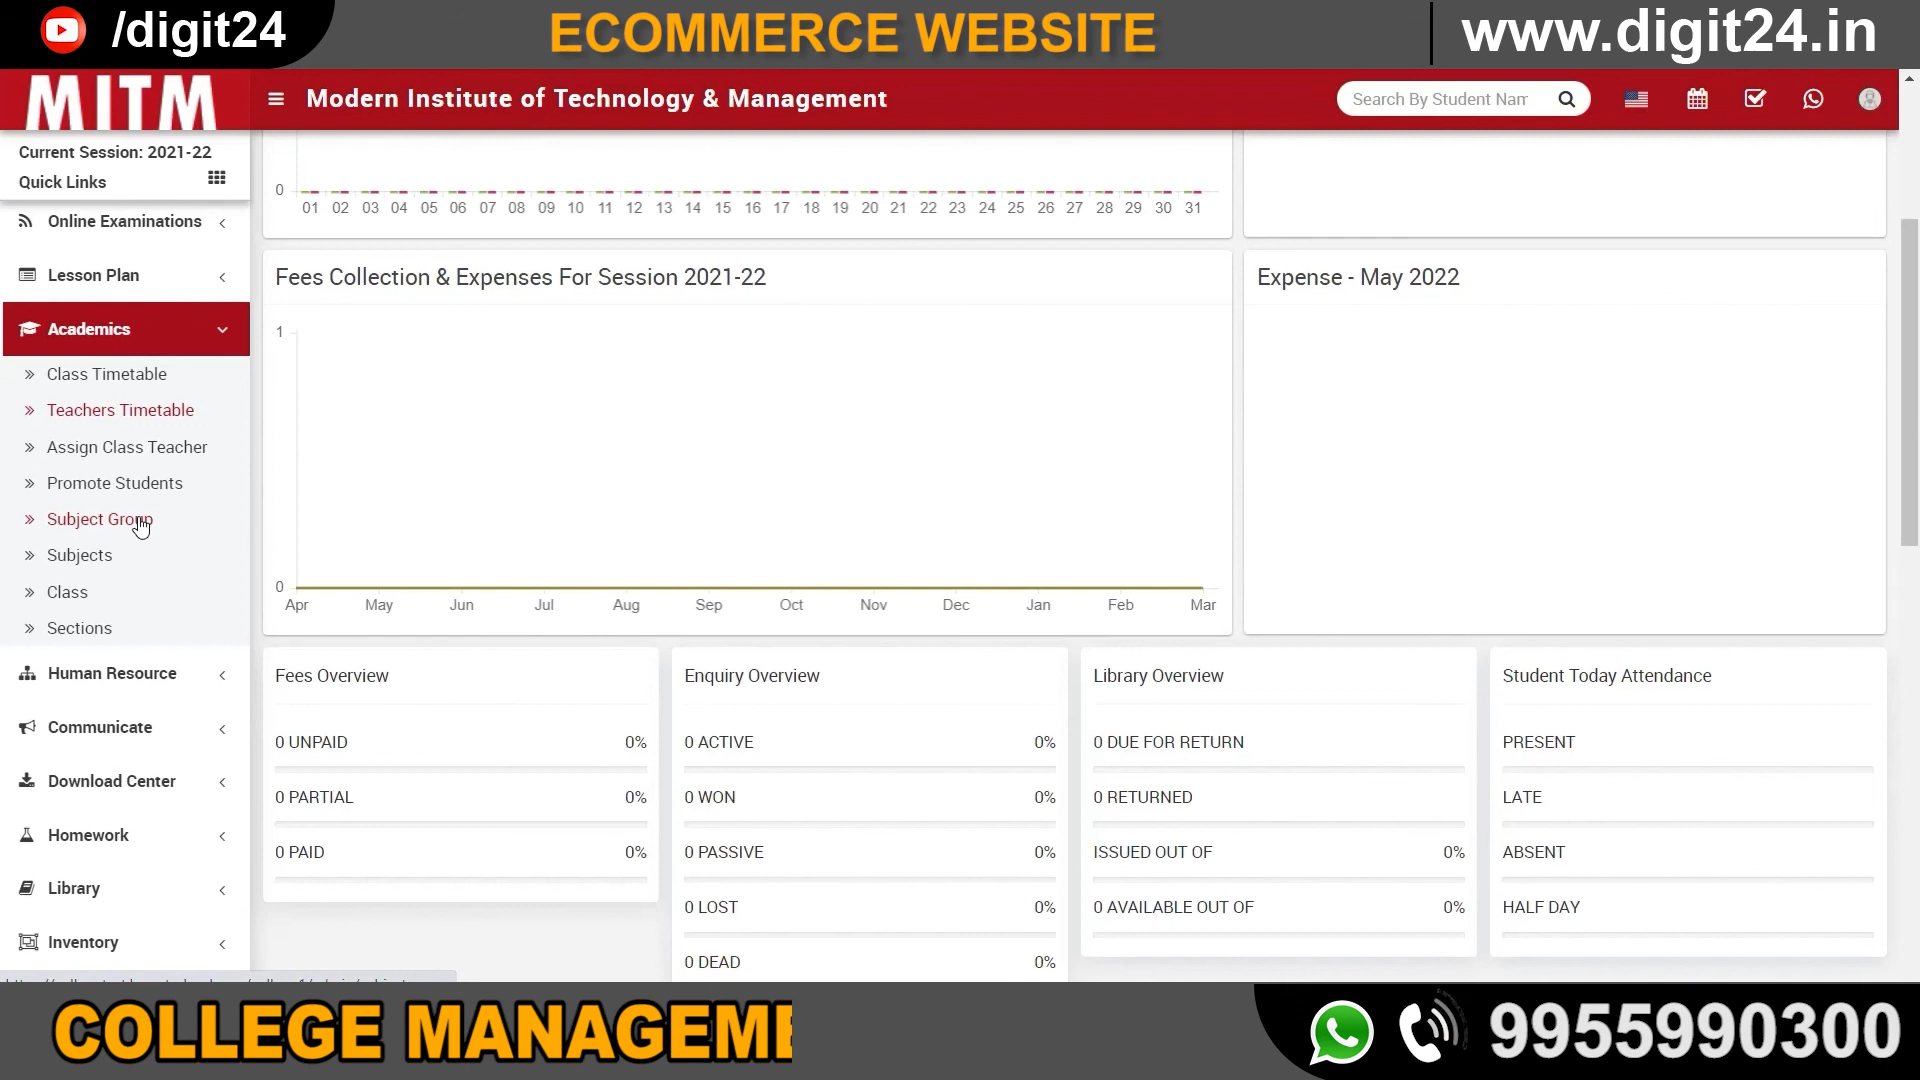 /digit24
ECOMMERCE WEBSITE
www.digit24.in
MITM
Modern Institute of Technology & Management
Search By Student Nam
Current Session: 2021-22
Quick Links
Online Examinations
Lesson Plan
Academics
Class Timetable
Teachers Timetable
Assign Class Teacher
Promote Students
Subject Group
Subjects
Class
Sections
Human Resource
Communicate
Download Center
Homework
Library
Inventory
0
01 02 03 04 05 06 07 08 09 10 11 12 13 14 15 16 17 18 19 20 21 22 23 24 25 26 27 28 29 30 31
Fees Collection & Expenses For Session 2021-22
1
0
Apr May Jun Jul Aug Sep Oct Nov Dec Jan Feb Mar
Expense - May 2022
Fees Overview
0 UNPAID 0%
0 PARTIAL 0%
0 PAID 0%
Enquiry Overview
0 ACTIVE 0%
0 WON 0%
0 PASSIVE 0%
0 LOST 0%
0 DEAD 0%
Library Overview
0 DUE FOR RETURN
0 RETURNED
ISSUED OUT OF 0%
0 AVAILABLE OUT OF 0%
Student Today Attendance
PRESENT
LATE
ABSENT
HALF DAY
COLLEGE MANAGEME
9955990300